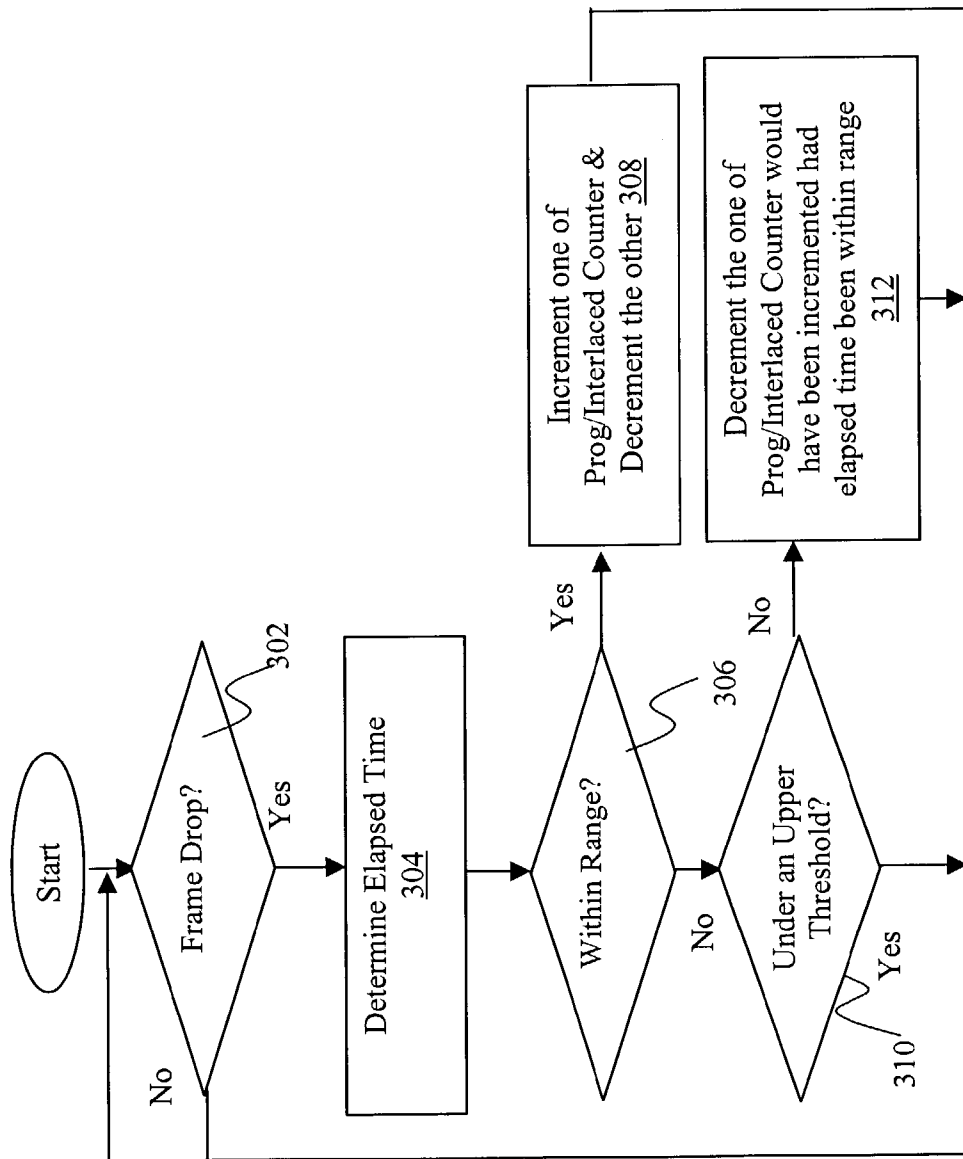 Start
Frame Drop?
302
No
Yes
Determine Elapsed Time
304
Within Range?
306
Yes
No
Increment one of
Prog/Interlaced Counter &
Decrement the other 308
Under an Upper
Threshold?
310
Yes
No
Decrement the one of
Prog/Interlaced Counter would
have been incremented had
elapsed time been within range
312